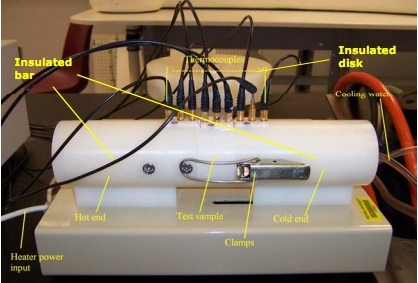 Thermocouples
Insulated
disk
Insulated
bar
Cooling water
Hot end
Test sample
Cold end
Clamps
Heater power
input